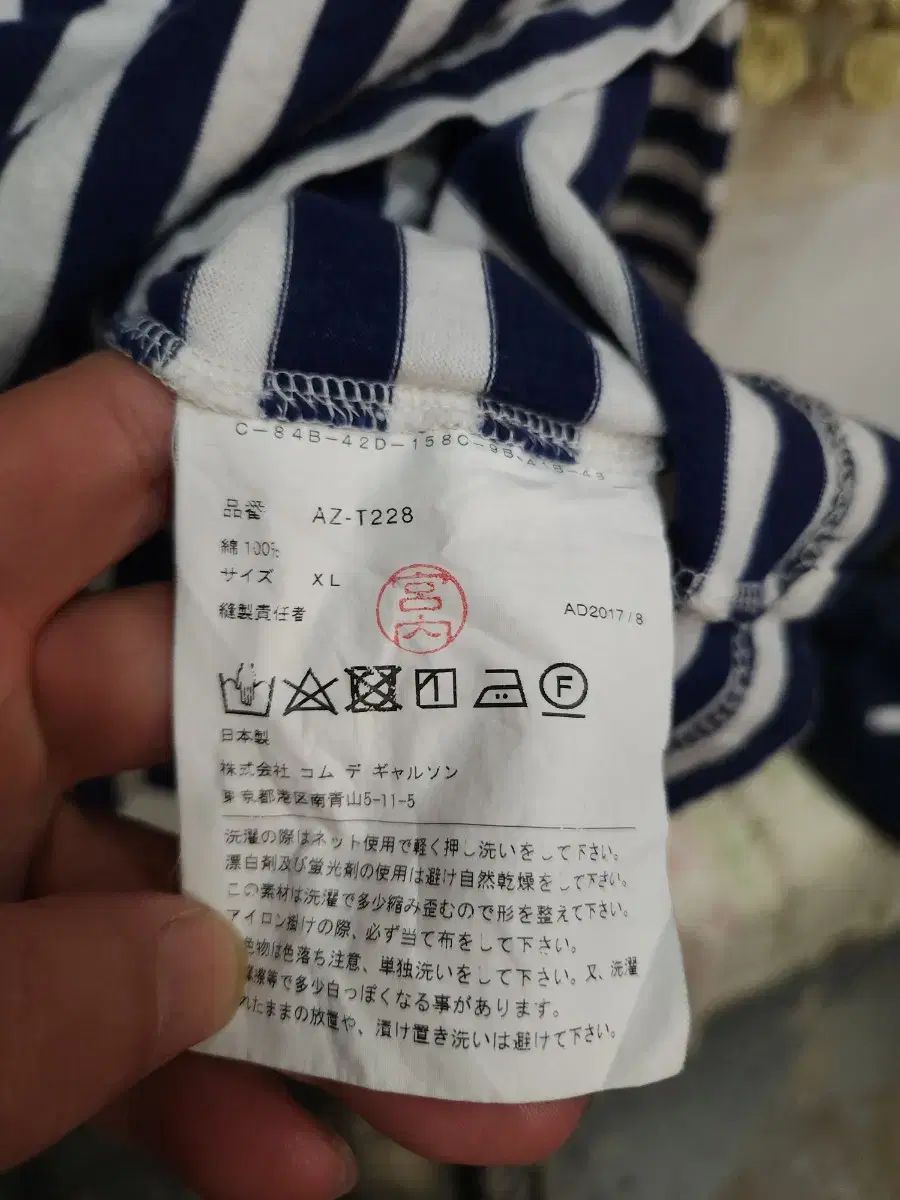 C-84B-42D-158C-9B
品番 AZ-T228
綿 100%
サイズ XL
縫製責任者 宮内 AD2017/8
F
日本製
株式会社 コム デ ギャルソン
東京都港区南青山5-11-5
洗濯の際はネット使用で軽く押し洗いをして下さい。
漂白剤及び蛍光剤の使用は避け自然乾燥をして下さい。
この素材は洗濯で多少縮み歪むので形を整えて下さい。
アイロン掛けの際、必ず当て布をして下さい。
色物は色落ち注意、単独洗いをして下さい。又、洗濯
等で多少白っぽくなる事があります。
れたままの放置や、漬け置き洗いは避けて下さい。